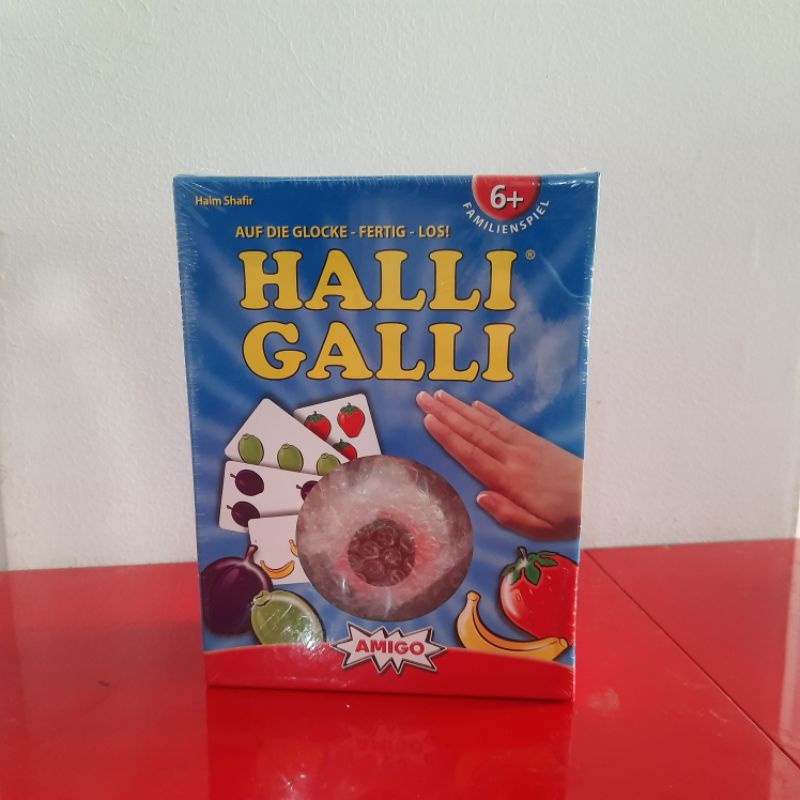 Haim Shafir
6+
FAMILIENSPIEL
AUF DIE GLOCKE - FERTIG - LOS!
HALLI®
GALLI
AMIGO